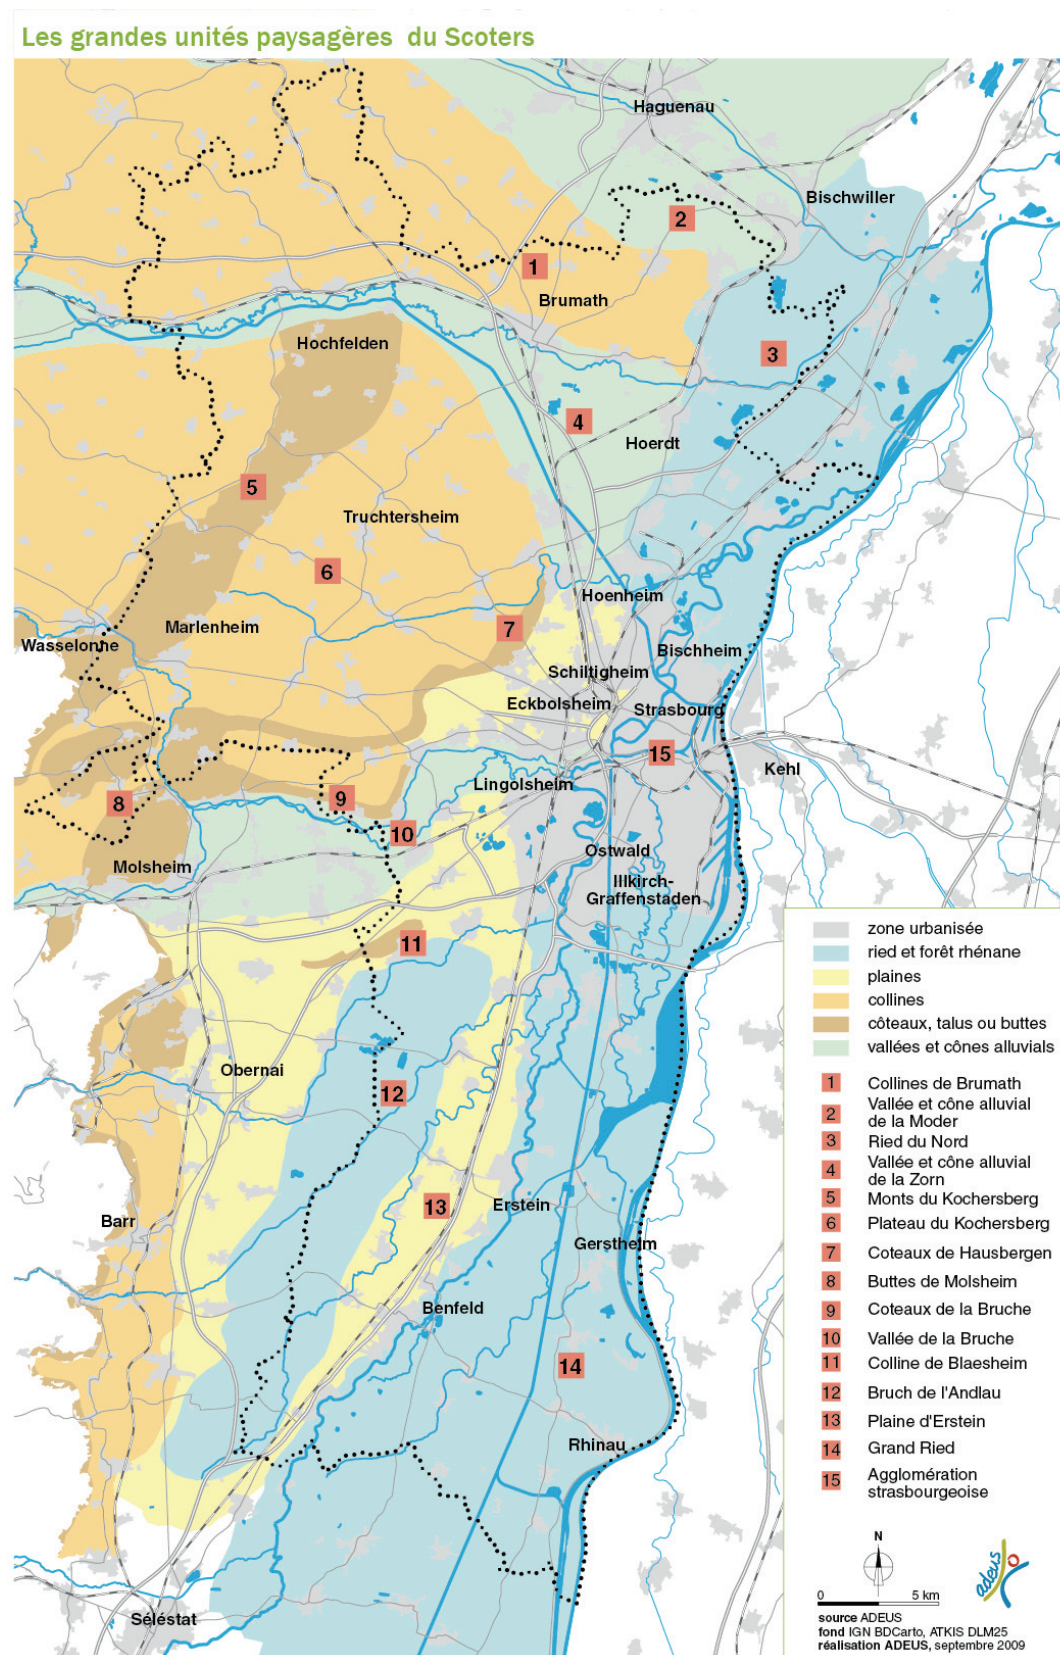 Les grandes unités paysagères du Scoters
Haguenau
Bischwiller
2
1
Brumath
Hochfelden
3
4
Hoerdt
5
Truchtersheim
6
Hoenheim
Marlenheim
7
Wasselonne
Bischheim
Schiltigheim
Eckbolsheim
Strasbourg
15
Kehl
Lingolsheim
8
9
10
Ostwald
Molsheim
Illkirch-
Graffenstaden
11
Obernai
12
13
Erstein
Barr
Gerstheim
Benfeld
14
Rhinau
Séléstat
zone urbanisée
ried et forêt rhénane
plaines
collines
côteaux, talus ou buttes
vallées et cônes alluvials
1 Collines de Brumath
2 Vallée et cône alluvial
de la Moder
3 Ried du Nord
4 Vallée et cône alluvial
de la Zorn
5 Monts du Kochersberg
6 Plateau du Kochersberg
7 Coteaux de Hausbergen
8 Buttes de Molsheim
9 Coteaux de la Bruche
10 Vallée de la Bruche
11 Colline de Blaesheim
12 Bruch de l'Andlau
13 Plaine d'Erstein
14 Grand Ried
15 Agglomération
strasbourgeoise
N
0 5 km
adeus
source ADEUS
fond IGN BDCarto, ATKIS DLM25
réalisation ADEUS, septembre 2009